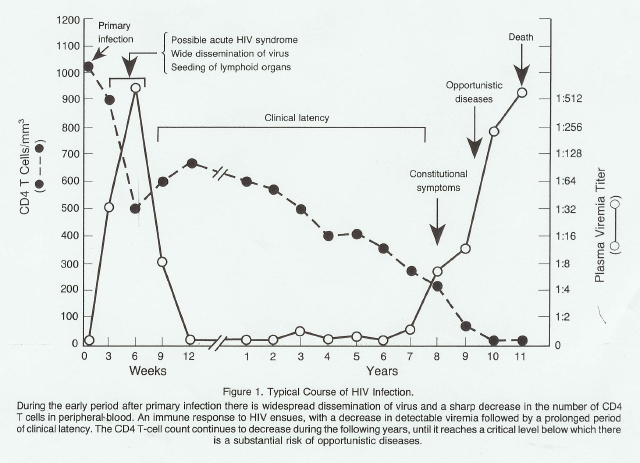 1200
1100
1000
900
800
700
600
500
400
300
200
100
0
CD4 T Cells/mm³
Primary
infection
Possible acute HIV syndrome
Wide dissemination of virus
Seeding of lymphoid organs
Clinical latency
Constitutional
symptoms
Opportunistic
diseases
Death
1:512
1:256
1:128
1:64
1:32
1:16
1:8
1:4
1:2
0
Plasma Viremia Titer
0 3 6 9 12 1 2 3 4 5 6 7 8 9 10 11
Weeks Years
Figure 1. Typical Course of HIV Infection.
During the early period after primary infection there is widespread dissemination of virus and a sharp decrease in the number of CD4
T cells in peripheral-blood. An immune response to HIV ensues, with a decrease in detectable viremia followed by a prolonged period
of clinical latency. The CD4 T-cell count continues to decrease during the following years, until it reaches a critical level below which there
is a substantial risk of opportunistic diseases.